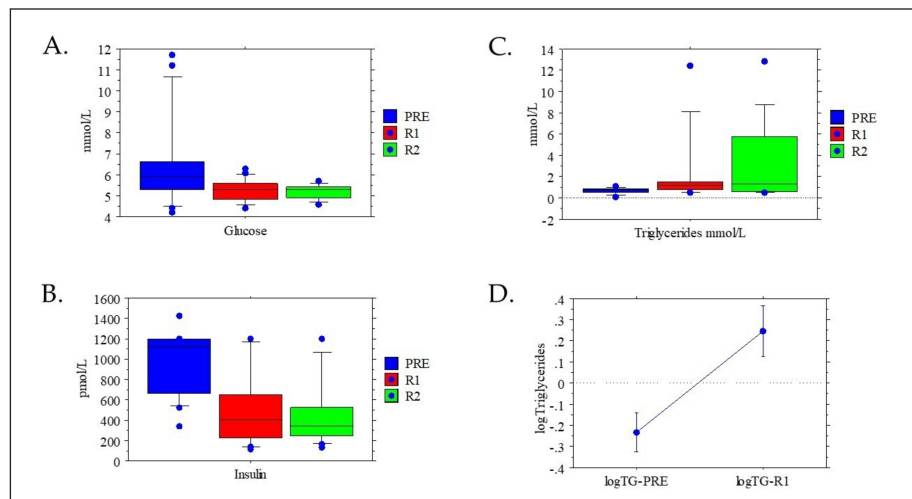 A.
12
11
10
9
8
7
6
5
4
mmol/L
Glucose
PRE
R1
R2
C.
14
12
10
8
6
4
2
0
-2
mmol/L
Triglycerides mmol/L
PRE
R1
R2
B.
1600
1400
1200
1000
800
600
400
200
0
pmol/L
Insulin
PRE
R1
R2
D.
.4
.3
.2
.1
0
-.1
-.2
-.3
-.4
logTriglycerides
logTG-PRE
logTG-R1